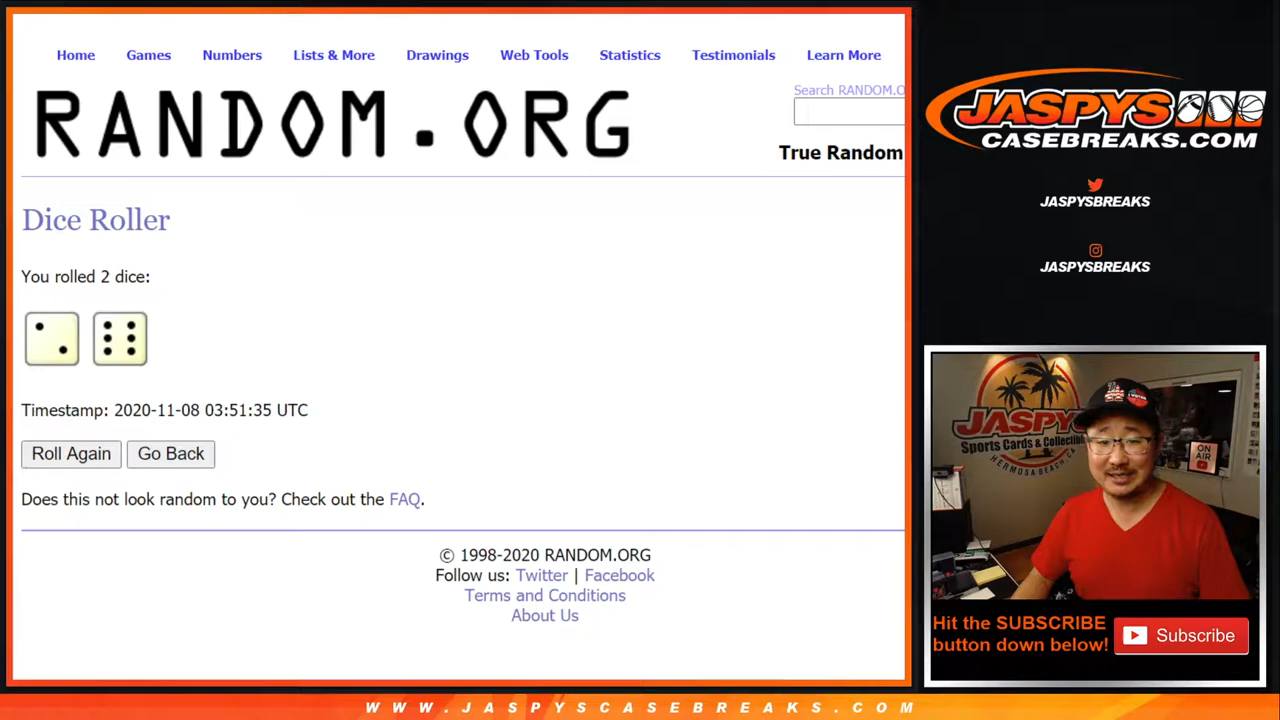 Home Games Numbers Lists & More Drawings Web Tools Statistics Testimonials Learn More
RANDOM.ORG
Search RANDOM.O
True Random
Dice Roller
You rolled 2 dice:
Timestamp: 2020-11-08 03:51:35 UTC
Roll Again Go Back
Does this not look random to you? Check out the FAQ.
© 1998-2020 RANDOM.ORG
Follow us: Twitter | Facebook
Terms and Conditions
About Us
JASPYS
CASEBREAKS.COM
JASPYSBREAKS
JASPYSBREAKS
JASPYS
Sports Cards & Collectibl
HERMOSA BEACH, CA
ON
AIR
Hit the SUBSCRIBE
button down below!
Subscribe
WWW.JASPYSCASEBREAKS.COM